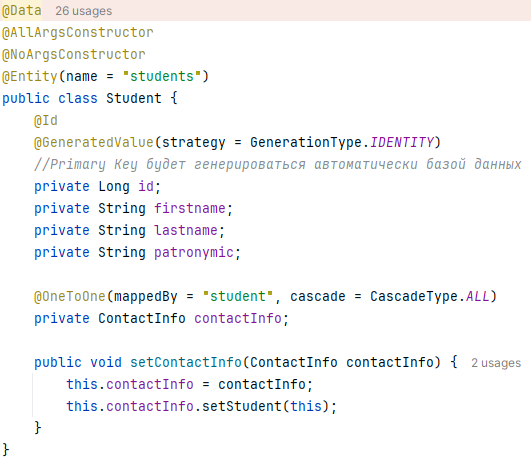 @Data 26 usages
@AllArgsConstructor
@NoArgsConstructor
@Entity(name = "students")
public class Student {
    @Id
    @GeneratedValue(strategy = GenerationType.IDENTITY)
    //Primary Key будет генерироваться автоматически базой данных
    private Long id;
    private String firstname;
    private String lastname;
    private String patronymic;

    @OneToOne(mappedBy = "student", cascade = CascadeType.ALL)
    private ContactInfo contactInfo;

    public void setContactInfo(ContactInfo contactInfo) { 2 usages
        this.contactInfo = contactInfo;
        this.contactInfo.setStudent(this);
    }
}